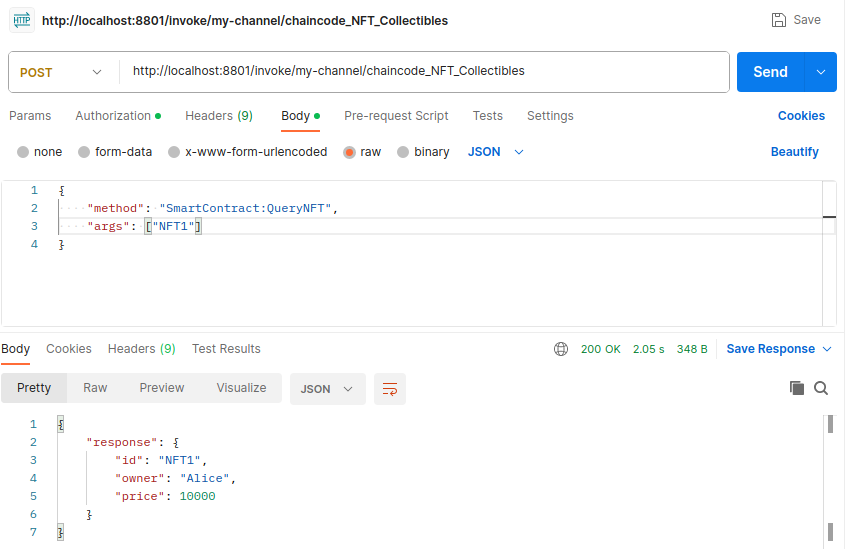 HTTP http://localhost:8801/invoke/my-channel/chaincode_NFT_Collectibles Save
POST http://localhost:8801/invoke/my-channel/chaincode_NFT_Collectibles Send
Params Authorization Headers (9) Body Pre-request Script Tests Settings Cookies
none form-data x-www-form-urlencoded raw binary JSON Beautify
1 {
2 ····"method": "SmartContract:QueryNFT",
3 ····"args": ["NFT1"]
4 }
Body Cookies Headers (9) Test Results 200 OK 2.05 s 348 B Save Response
Pretty Raw Preview Visualize JSON
1 {
2     "response": {
3         "id": "NFT1",
4         "owner": "Alice",
5         "price": 10000
6     }
7 }